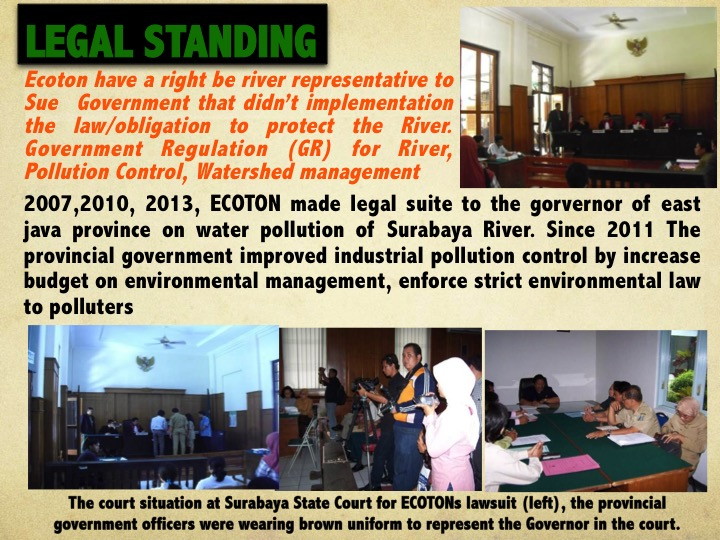 LEGAL STANDING
Ecoton have a right be river representative to
Sue Government that didn't implementation
the law/obligation to protect the River.
Government Regulation (GR) for River,
Pollution Control, Watershed management
2007,2010, 2013, ECOTON made legal suite to the gorvernor of east
java province on water pollution of Surabaya River. Since 2011 The
provincial government improved industrial pollution control by increase
budget on environmental management, enforce strict environmental law
to polluters
The court situation at Surabaya State Court for ECOTONs lawsuit (left), the provincial
government officers were wearing brown uniform to represent the Governor in the court.